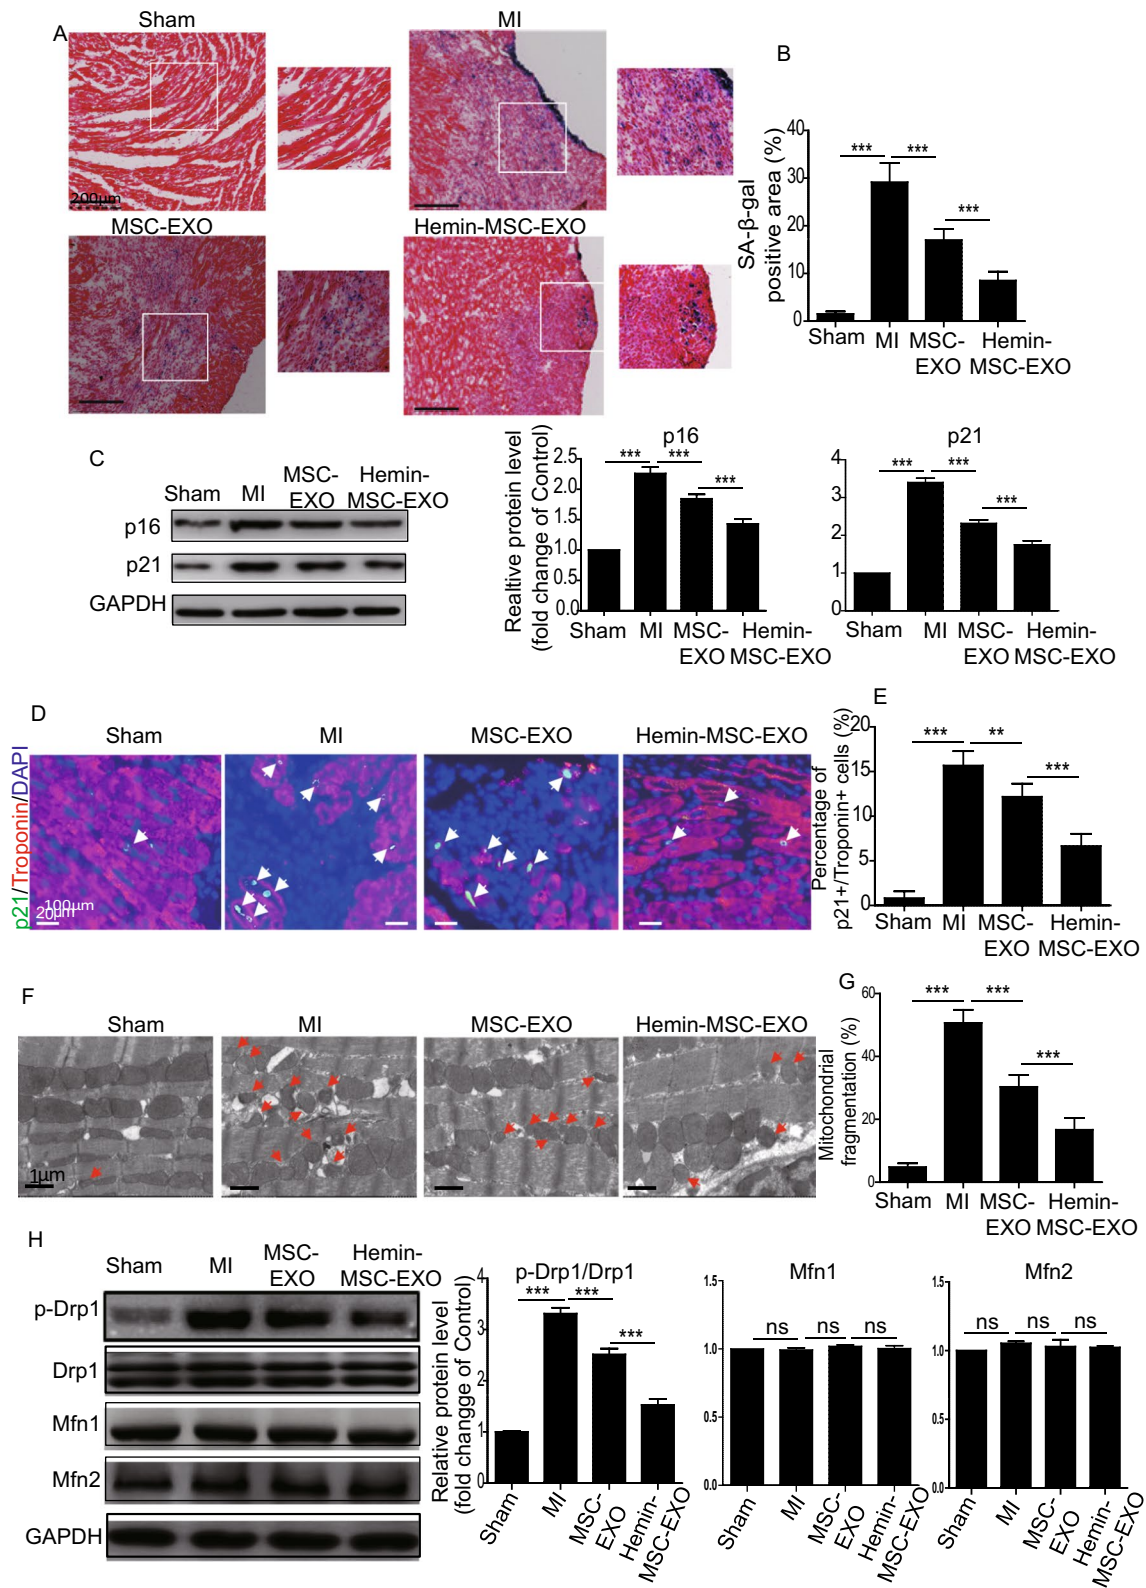 A
Sham
MI
200µm
MSC-EXO
Hemin-MSC-EXO
B
SA-β-gal
positive area (%)
40
30
20
10
0
***
***
***
Sham
MI
MSC-
EXO
Hemin-
MSC-EXO
C
Sham
MI
MSC-
EXO
Hemin-
MSC-EXO
p16
p21
GAPDH
Realtive protein level
(fold change of Control)
p16
2.5
2.0
1.5
1.0
0.5
0.0
***
***
***
Sham
MI
MSC-
EXO
Hemin-
MSC-EXO
p21
4
3
2
1
0
***
***
***
Sham
MI
MSC-
EXO
Hemin-
MSC-EXO
D
p21/Troponin/DAPI
Sham
MI
MSC-EXO
Hemin-MSC-EXO
100µm
20µm
E
Percentage of
p21+/Troponin+ cells (%)
20
15
10
5
0
***
**
***
Sham
MI
MSC-
EXO
Hemin-
MSC-EXO
F
Sham
MI
MSC-EXO
Hemin-MSC-EXO
1µm
G
Mitochondrial
fragmentation (%)
60
40
20
0
***
***
***
Sham
MI
MSC-
EXO
Hemin-
MSC-EXO
H
Sham
MI
MSC-
EXO
Hemin-
MSC-EXO
p-Drp1
Drp1
Mfn1
Mfn2
GAPDH
Relative protein level
(fold changge of Control)
p-Drp1/Drp1
4
3
2
1
0
***
***
***
Sham
MI
MSC-
EXO
Hemin-
MSC-EXO
Mfn1
1.5
1.0
0.5
0.0
ns
ns
ns
Sham
MI
MSC-
EXO
Hemin-
MSC-EXO
Mfn2
1.5
1.0
0.5
0.0
ns
ns
ns
Sham
MI
MSC-
EXO
Hemin-
MSC-EXO